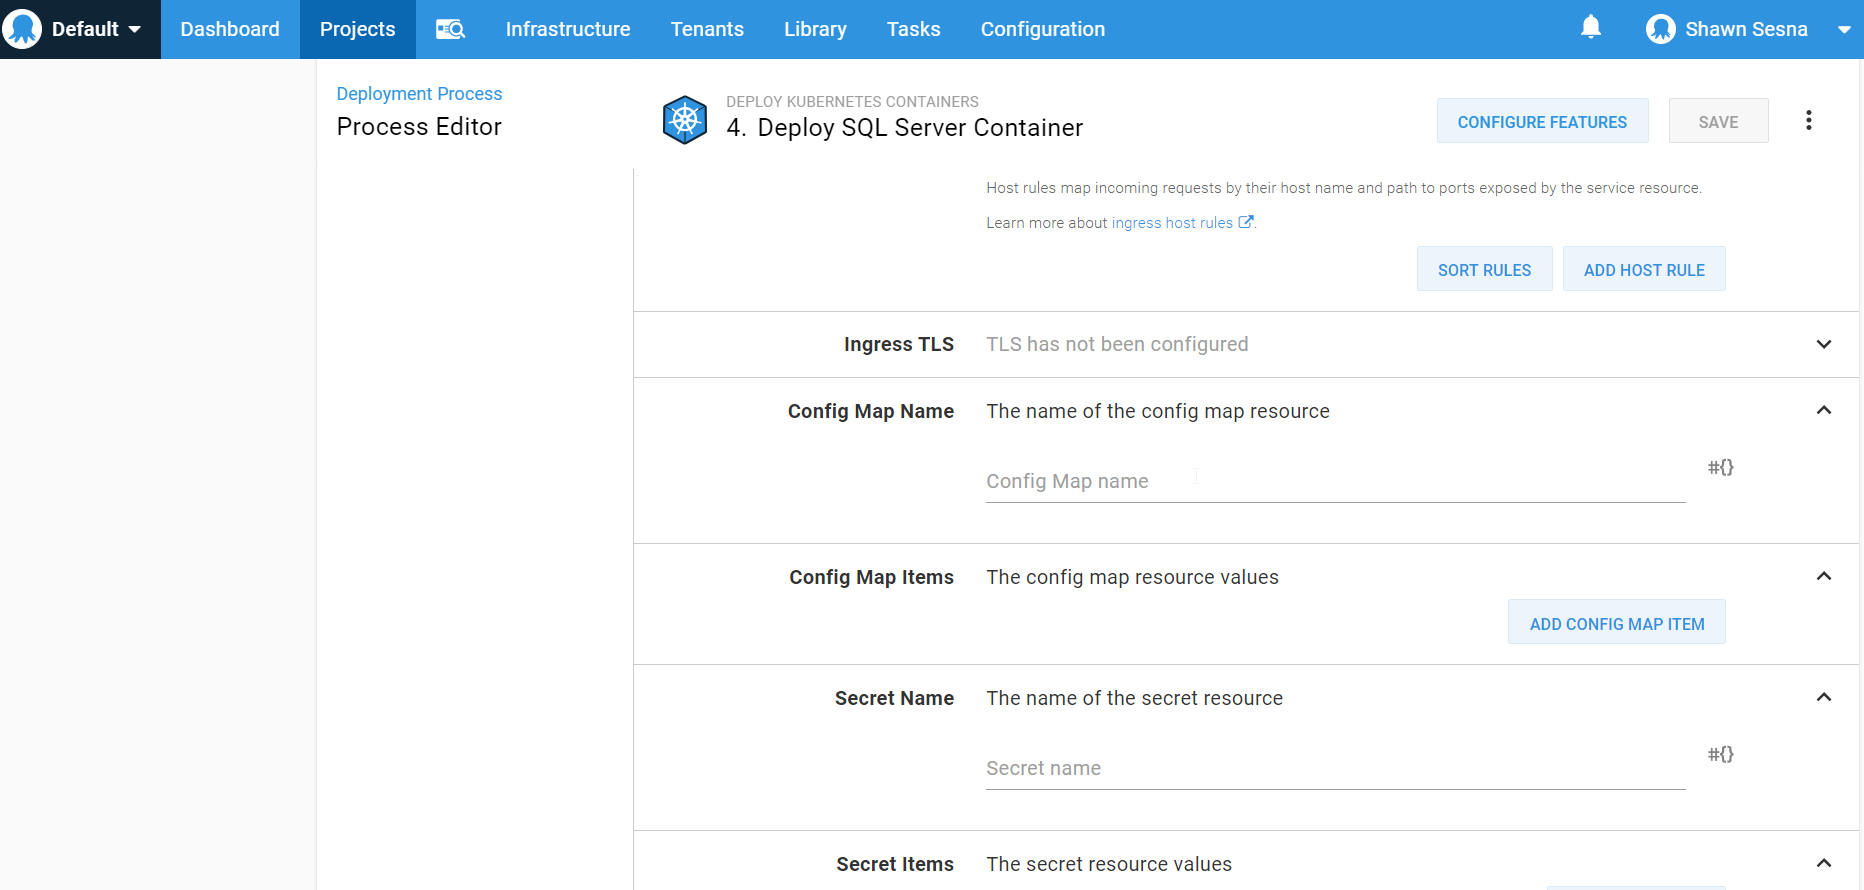 Default
Dashboard
Projects
Infrastructure
Tenants
Library
Tasks
Configuration
Shawn Sesna
Deployment Process
Process Editor
DEPLOY KUBERNETES CONTAINERS
4. Deploy SQL Server Container
CONFIGURE FEATURES
SAVE
Host rules map incoming requests by their host name and path to ports exposed by the service resource.
Learn more about ingress host rules.
SORT RULES
ADD HOST RULE
Ingress TLS
TLS has not been configured
Config Map Name
The name of the config map resource
Config Map name
#{}
Config Map Items
The config map resource values
ADD CONFIG MAP ITEM
Secret Name
The name of the secret resource
Secret name
#{}
Secret Items
The secret resource values